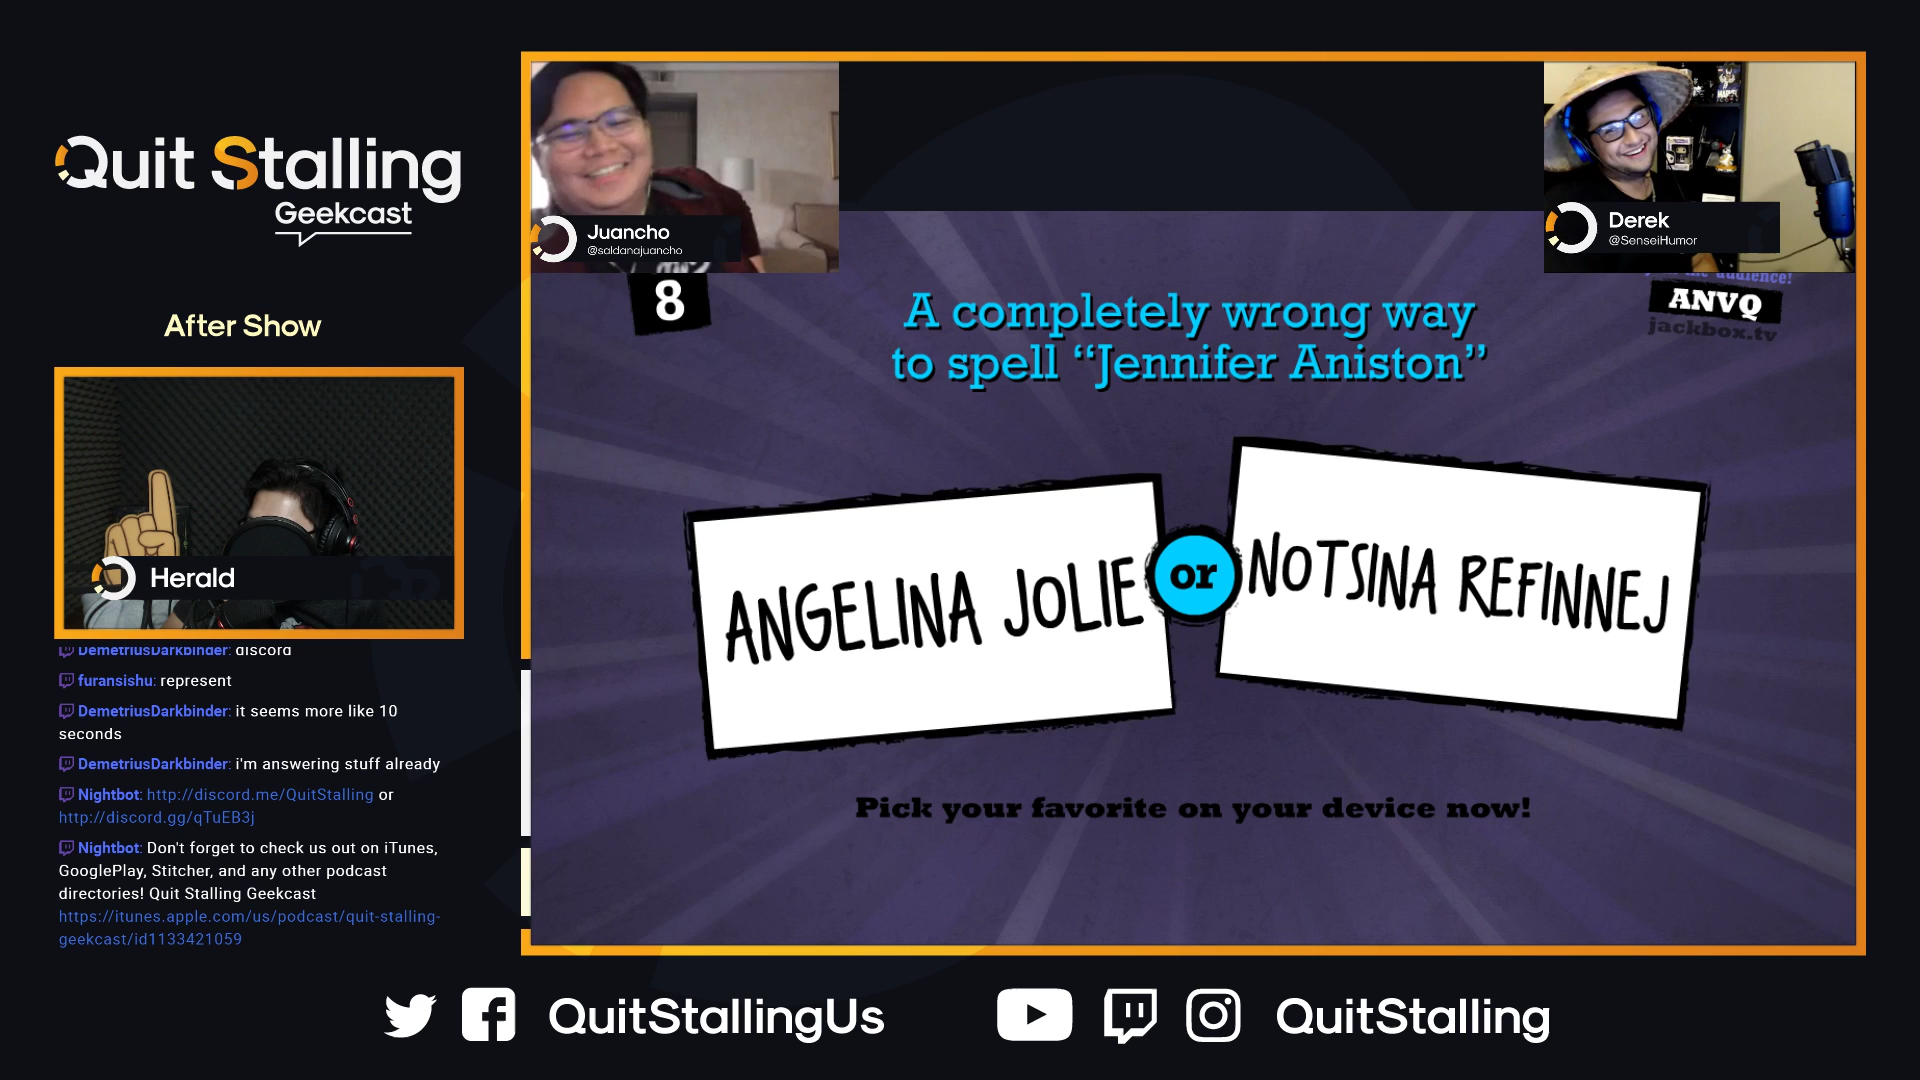 Quit Stalling
Geekcast
After Show
Herald
DemetriusDarkbinder: discord
furansishu: represent
DemetriusDarkbinder: it seems more like 10
seconds
DemetriusDarkbinder: i'm answering stuff already
Nightbot: http://discord.me/QuitStalling or
http://discord.gg/qTuEB3j
Nightbot: Don't forget to check us out on iTunes,
GooglePlay, Stitcher, and any other podcast
directories! Quit Stalling Geekcast
https://itunes.apple.com/us/podcast/quit-stalling-
geekcast/id1133421059
Juancho
@saldanajuancho
Derek
@SenseiHumor
8
audience!
ANVQ
jackbox.tv
A completely wrong way
to spell “Jennifer Aniston”
ANGELINA JOLIE
or
NOTSINA REFINNEJ
Pick your favorite on your device now!
QuitStallingUs
QuitStalling